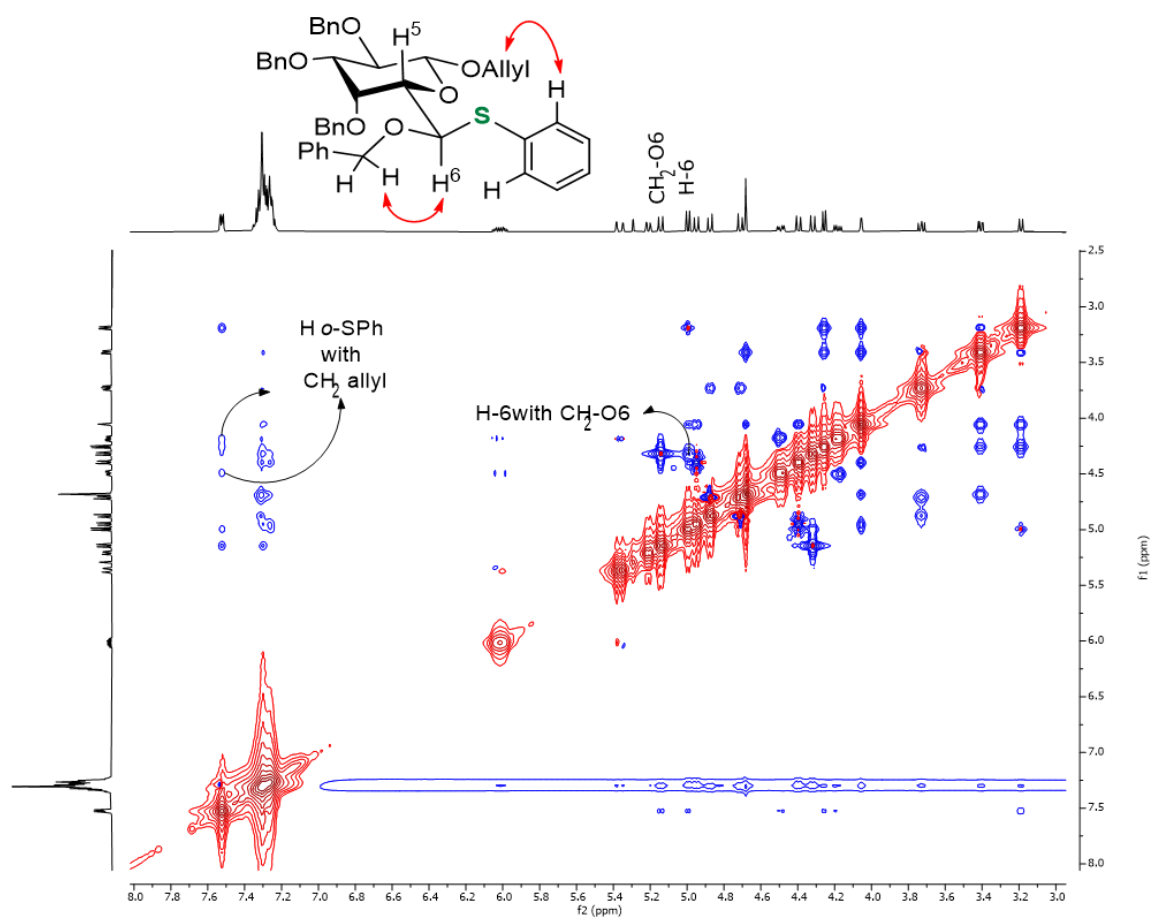 BnO
H5
BnO
OAllyl
H
O
BnO
O
S
Ph
H H
H6
H
CH2-O6
H-6
H o-SPh
with
CH2 allyl
H-6with CH2-O6
2.5
3.0
3.5
4.0
4.5
5.0
5.5
6.0
6.5
7.0
7.5
8.0
f1 (ppm)
8.0 7.8 7.6 7.4 7.2 7.0 6.8 6.6 6.4 6.2 6.0 5.8 5.6 5.4 5.2 5.0 4.8 4.6 4.4 4.2 4.0 3.8 3.6 3.4 3.2 3.0
f2 (ppm)